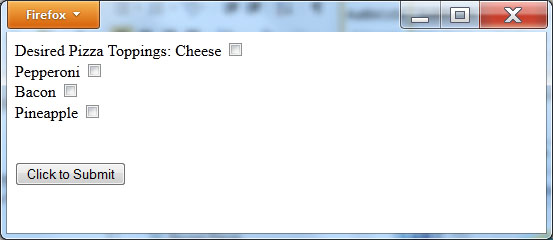 Firefox
Desired Pizza Toppings: Cheese
Pepperoni
Bacon
Pineapple
Click to Submit